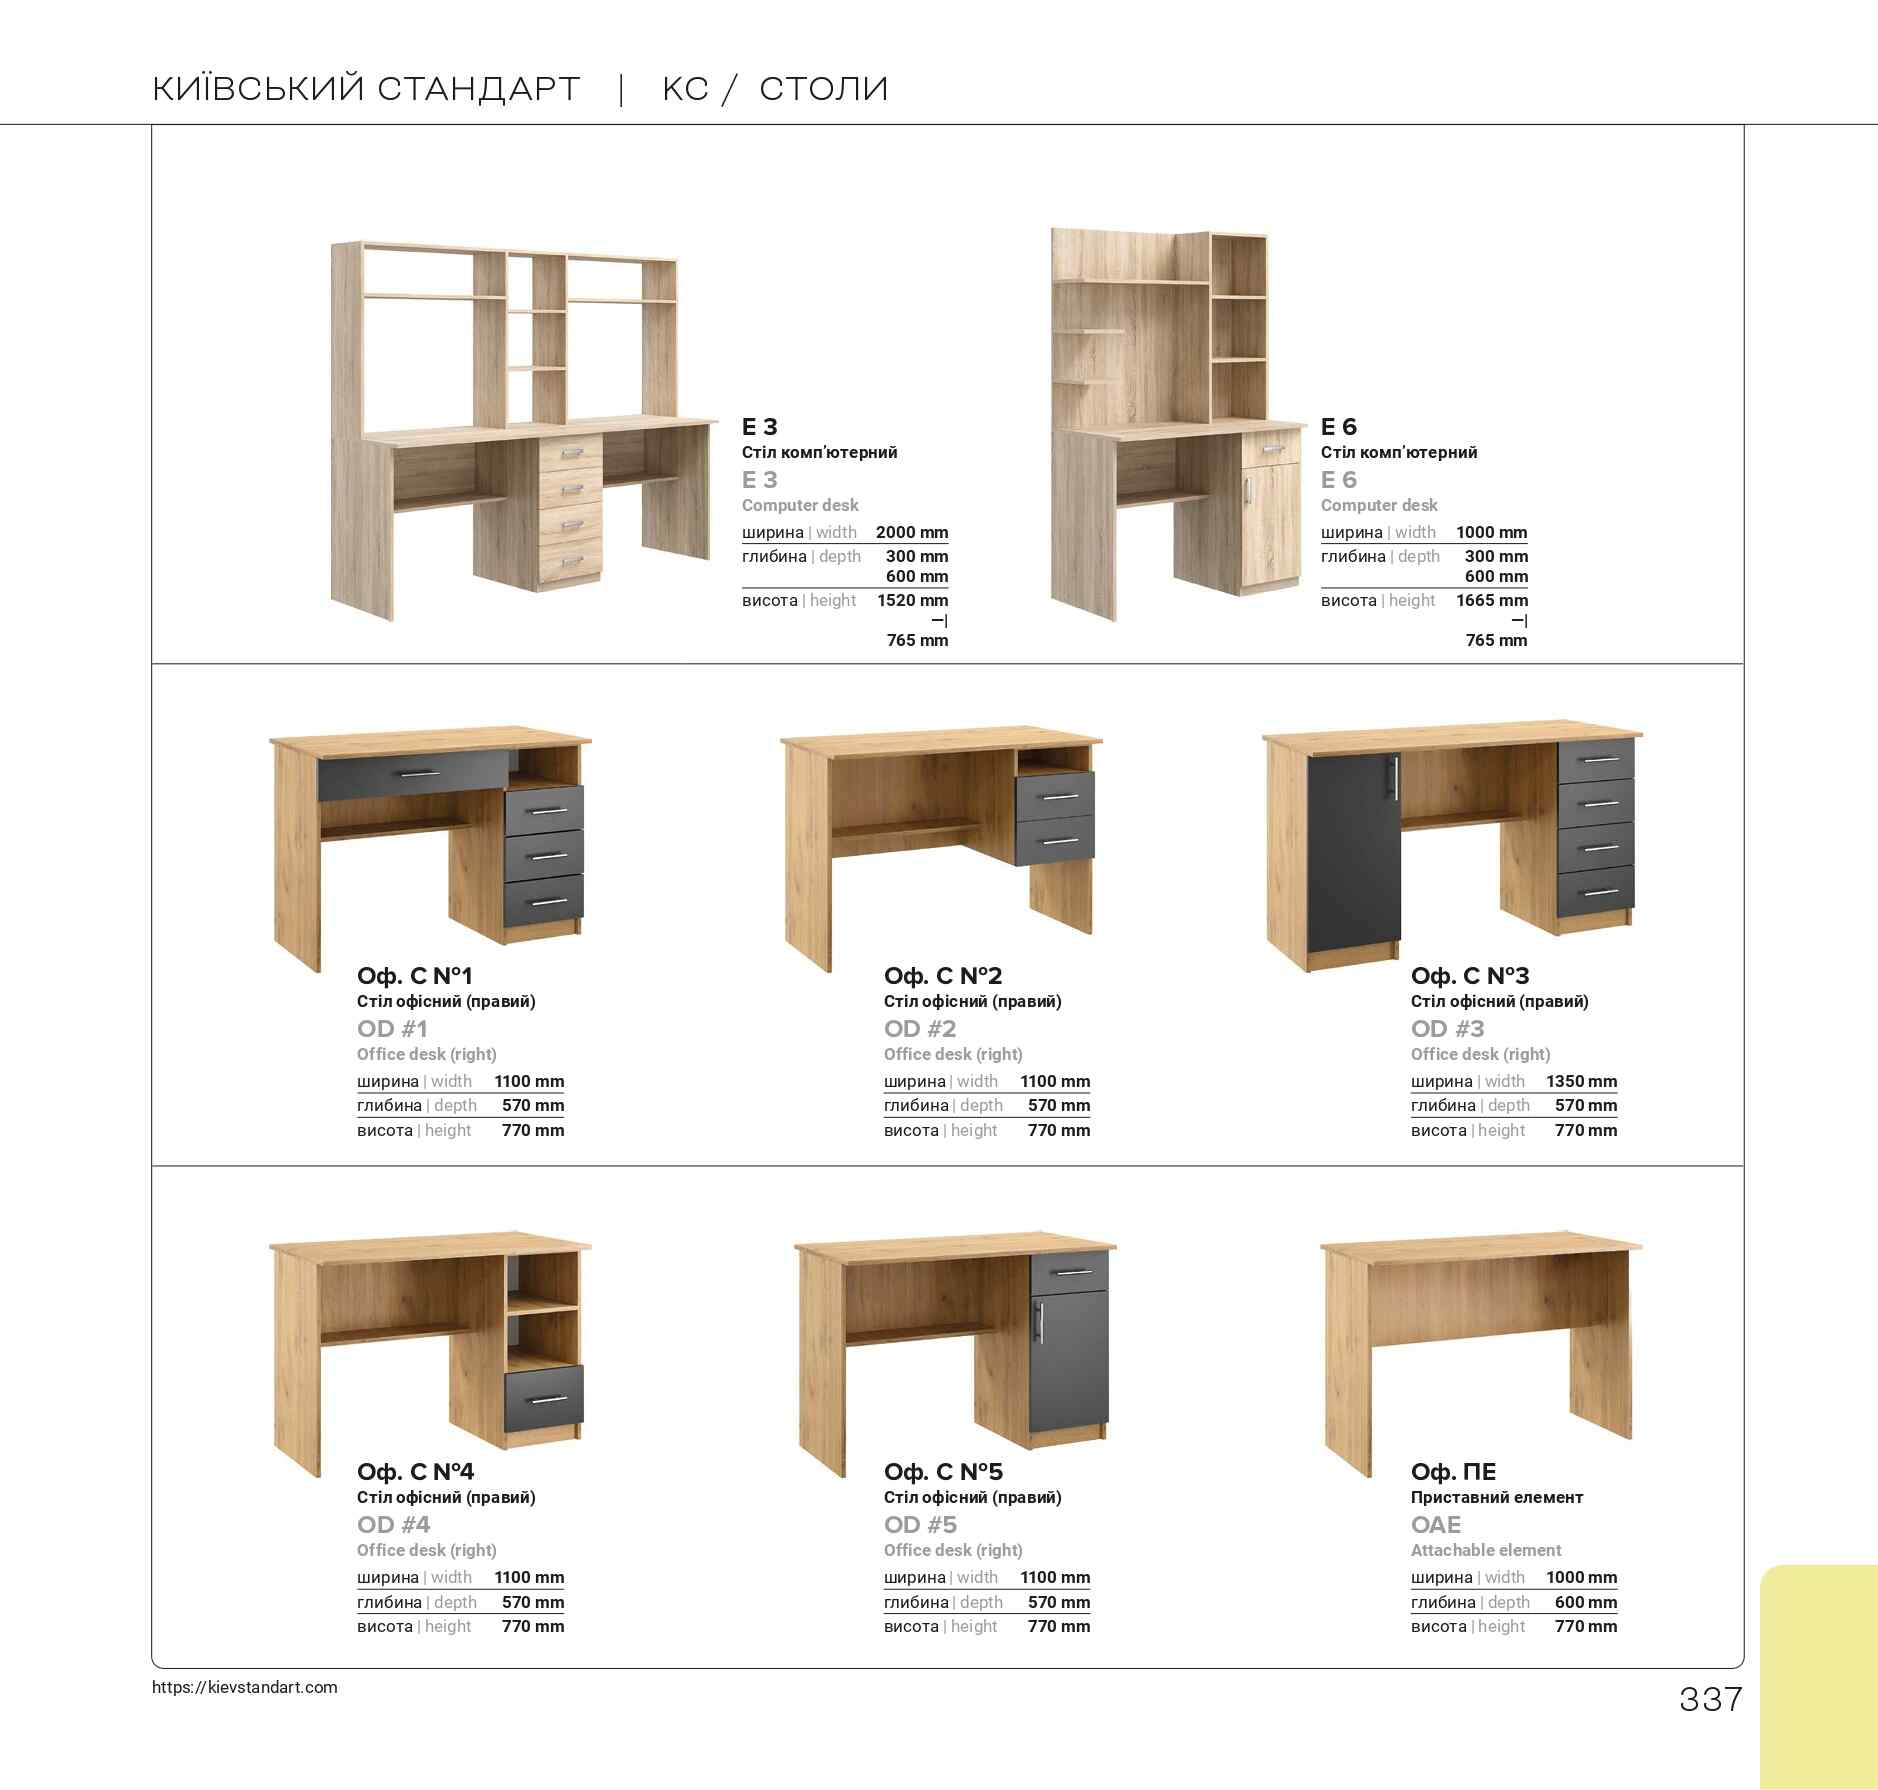 КИЇВСЬКИЙ СТАНДАРТ | КС / СТОЛИ
Е 3
Стіл комп’ютерний
E 3
Computer desk
ширина | width 2000 mm
глибина | depth 300 mm
600 mm
висота | height 1520 mm
—|
765 mm
Е 6
Стіл комп’ютерний
E 6
Computer desk
ширина | width 1000 mm
глибина | depth 300 mm
600 mm
висота | height 1665 mm
—|
765 mm
Оф. С №1
Стіл офісний (правий)
OD #1
Office desk (right)
ширина | width 1100 mm
глибина | depth 570 mm
висота | height 770 mm
Оф. С №2
Стіл офісний (правий)
OD #2
Office desk (right)
ширина | width 1100 mm
глибина | depth 570 mm
висота | height 770 mm
Оф. С №3
Стіл офісний (правий)
OD #3
Office desk (right)
ширина | width 1350 mm
глибина | depth 570 mm
висота | height 770 mm
Оф. С №4
Стіл офісний (правий)
OD #4
Office desk (right)
ширина | width 1100 mm
глибина | depth 570 mm
висота | height 770 mm
Оф. С №5
Стіл офісний (правий)
OD #5
Office desk (right)
ширина | width 1100 mm
глибина | depth 570 mm
висота | height 770 mm
Оф. ПЕ
Приставний елемент
OAE
Attachable element
ширина | width 1000 mm
глибина | depth 600 mm
висота | height 770 mm
https://kievstandart.com
337